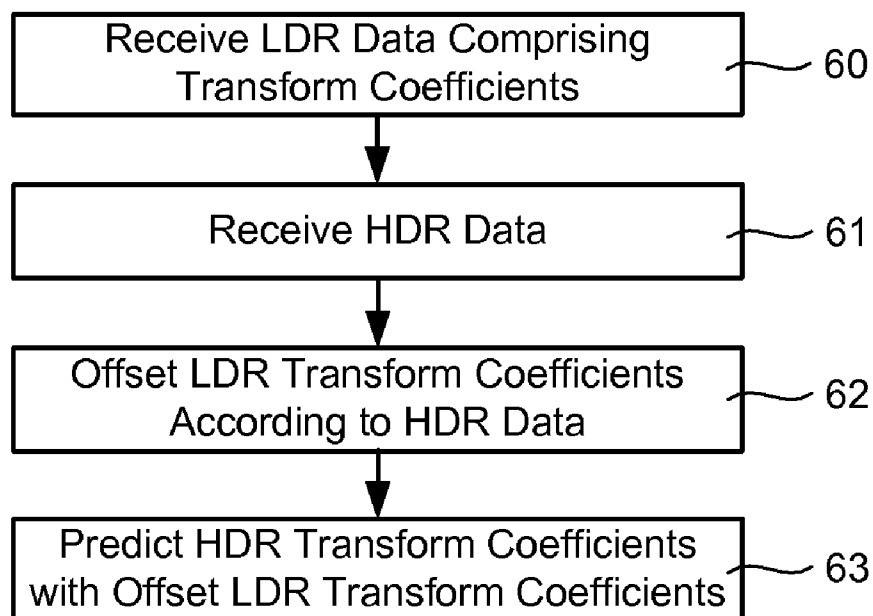 Receive LDR Data Comprising
Transform Coefficients
60
Receive HDR Data
61
Offset LDR Transform Coefficients
According to HDR Data
62
Predict HDR Transform Coefficients
with Offset LDR Transform Coefficients
63